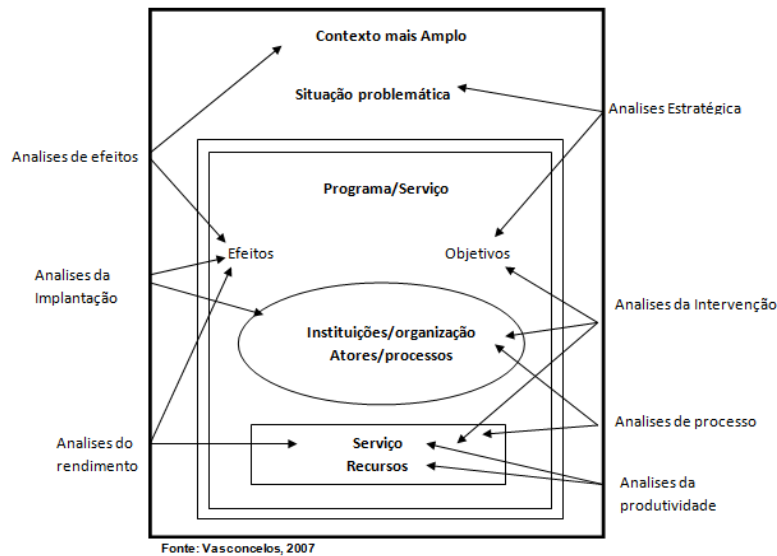 Contexto mais Amplo
Situação problemática
Analises Estratégica
Analises de efeitos
Programa/Serviço
Efeitos
Objetivos
Analises da
Implantação
Analises da Intervenção
Instituições/organização
Atores/processos
Analises de processo
Analises do
rendimento
Serviço
Recursos
Analises da
produtividade
Fonte: Vasconcelos, 2007